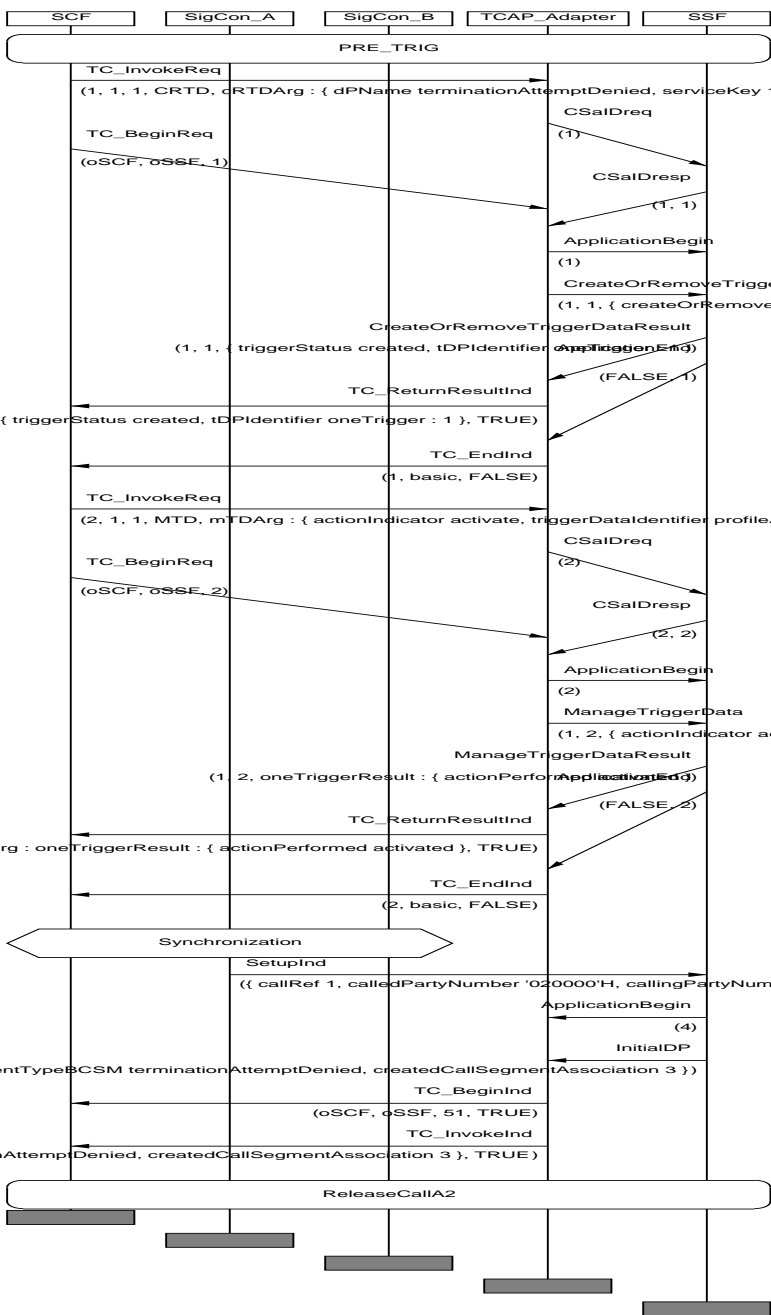 SCF SigCon_A SigCon_B TCAP_Adapter SSF
PRE_TRIG
TC_InvokeReq
(1, 1, 1, CRTD, cRTDArg : { dPName terminationAttemptDenied, serviceKey
CSaIDreq
(1)
TC_BeginReq
(oSCF, oSSF, 1)
CSaIDresp
(1, 1)
ApplicationBegin
(1)
CreateOrRemoveTrigge
(1, 1, { createOrRemove
CreateOrRemoveTriggerDataResult
(1, 1, { triggerStatus created, tDPIdentifier oneTrigger : 1 })
ApplicationEnd
(FALSE, 1)
TC_ReturnResultInd
{ triggerStatus created, tDPIdentifier oneTrigger : 1 }, TRUE)
TC_EndInd
(1, basic, FALSE)
TC_InvokeReq
(2, 1, 1, MTD, mTDArg : { actionIndicator activate, triggerDataIdentifier profile
CSaIDreq
(2)
TC_BeginReq
(oSCF, oSSF, 2)
CSaIDresp
(2, 2)
ApplicationBegin
(2)
ManageTriggerData
(1, 2, { actionIndicator a
ManageTriggerDataResult
(1, 2, oneTriggerResult : { actionPerformed activated })
ApplicationEnd
(FALSE, 2)
TC_ReturnResultInd
rg : oneTriggerResult : { actionPerformed activated }, TRUE)
TC_EndInd
(2, basic, FALSE)
Synchronization
SetupInd
({ callRef 1, calledPartyNumber '020000'H, callingPartyNum
ApplicationBegin
(4)
InitialDP
entTypeBCSM terminationAttemptDenied, createdCallSegmentAssociation 3 })
TC_BeginInd
(oSCF, oSSF, 51, TRUE)
TC_InvokeInd
nAttemptDenied, createdCallSegmentAssociation 3 }, TRUE)
ReleaseCallA2